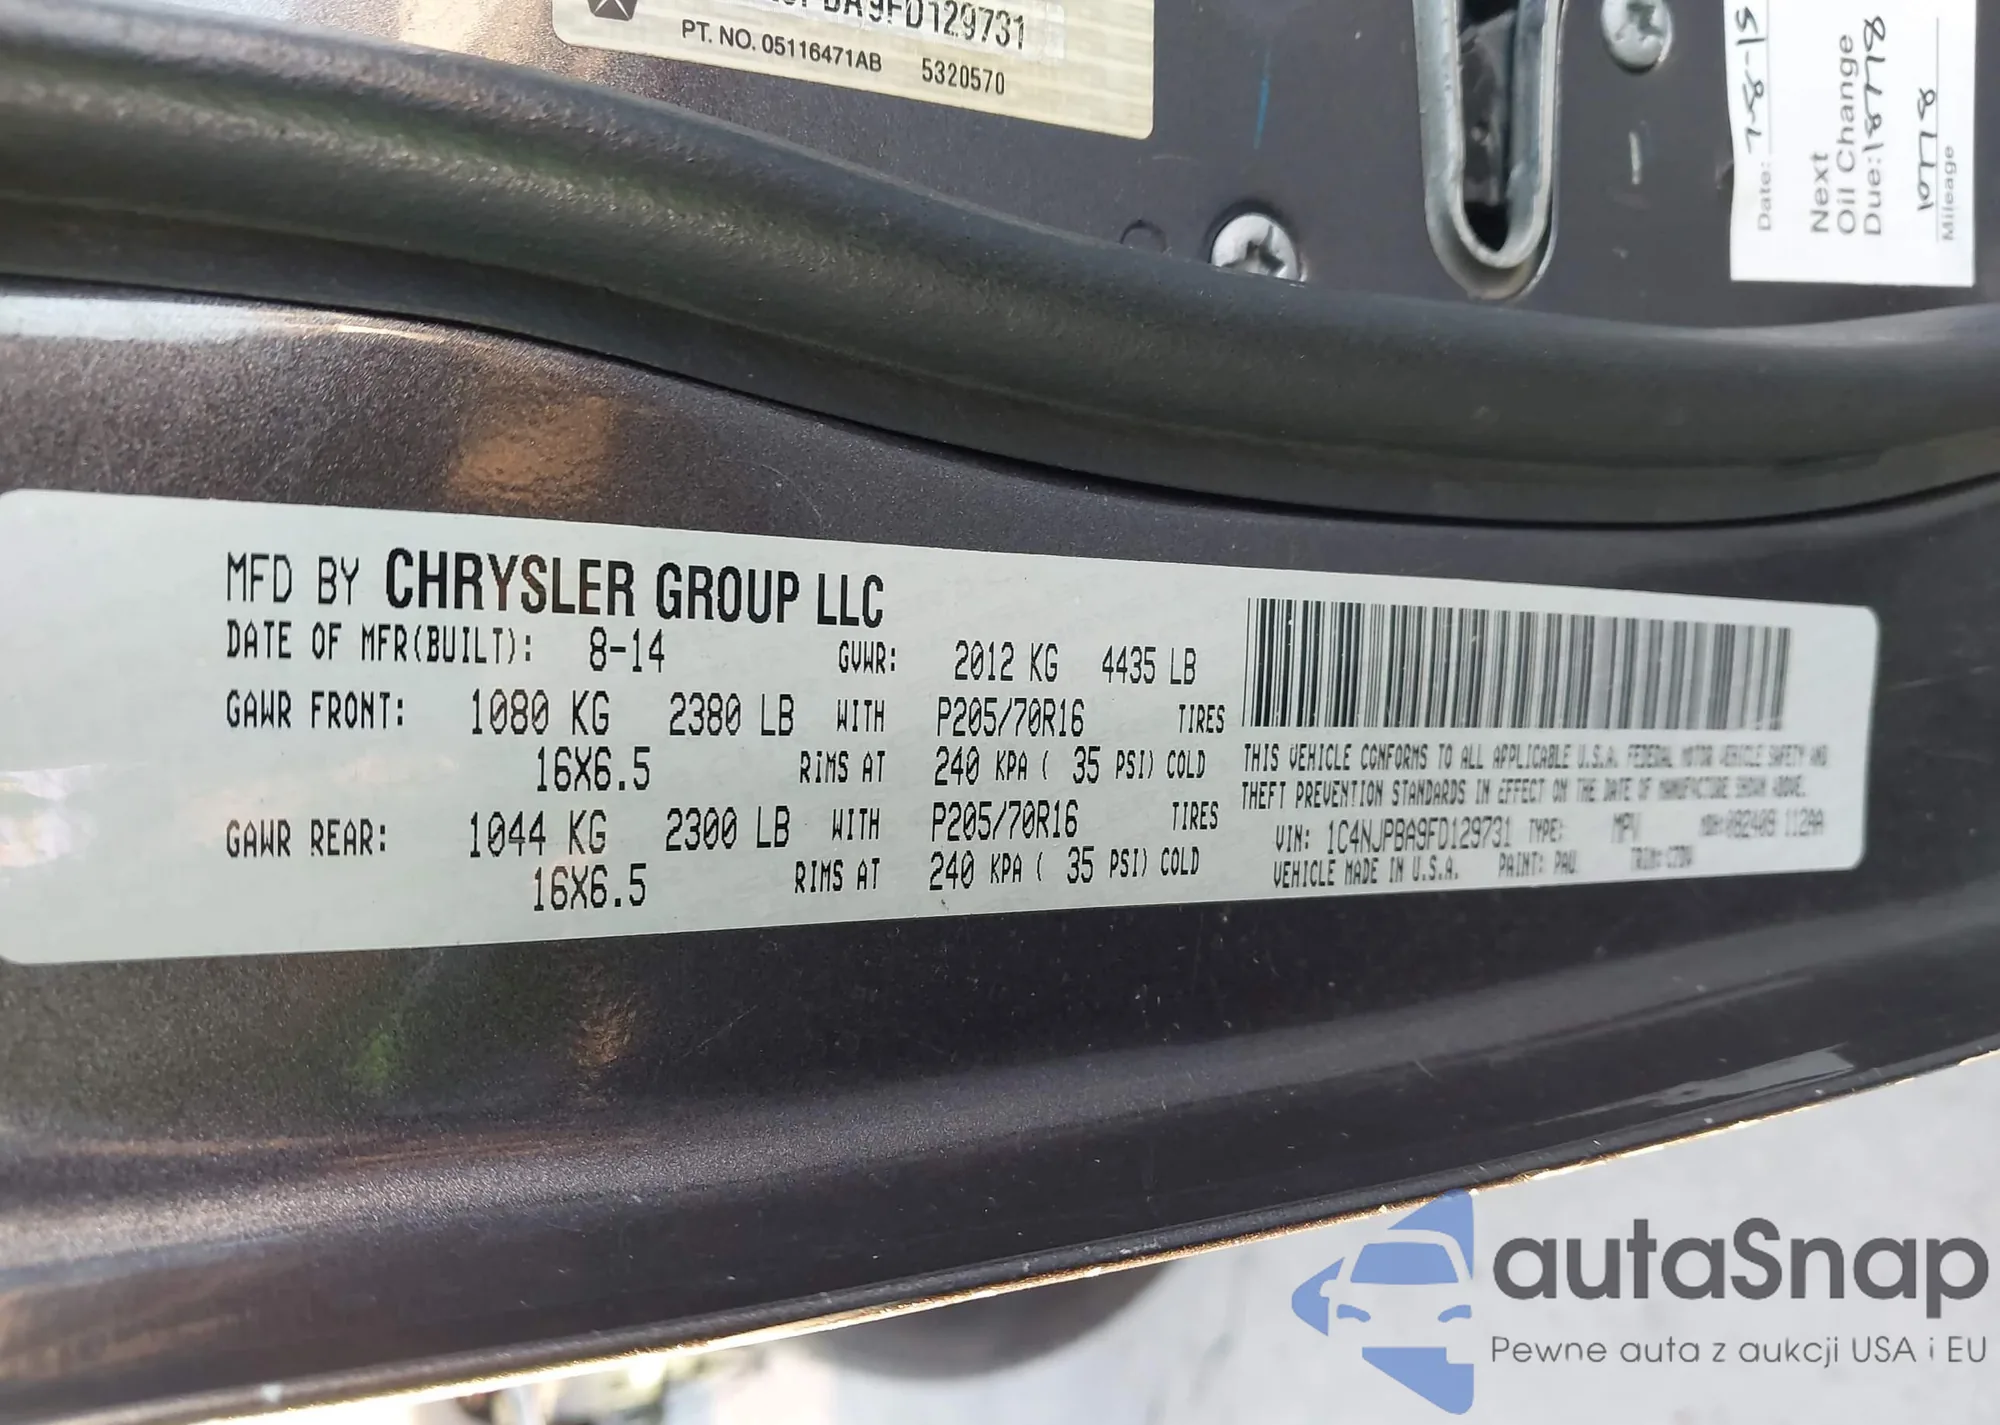 PBA9FD129731
PT. NO. 05116471AB 5320570
Date:
Next
Oil Change
Due:
Mileage
MFD BY CHRYSLER GROUP LLC
DATE OF MFR(BUILT): 8-14 GVWR: 2012 KG 4435 LB
GAWR FRONT: 1080 KG 2380 LB WITH P205/70R16 TIRES
16X6.5 RIMS AT 240 KPA ( 35 PSI) COLD
GAWR REAR: 1044 KG 2300 LB WITH P205/70R16 TIRES
16X6.5 RIMS AT 240 KPA ( 35 PSI) COLD
THIS VEHICLE CONFORMS TO ALL APPLICABLE U.S.A. FEDERAL MOTOR VEHICLE SAFETY AND
THEFT PREVENTION STANDARDS IN EFFECT ON THE DATE OF MANUFACTURE SHOWN ABOVE.
VIN: 1C4NJPBA9FD129731 TYPE: MPV MDH:082409 112AA
VEHICLE MADE IN U.S.A. PAINT: PAU TRIM:
autaSnap
Pewne auta z aukcji USA i EU